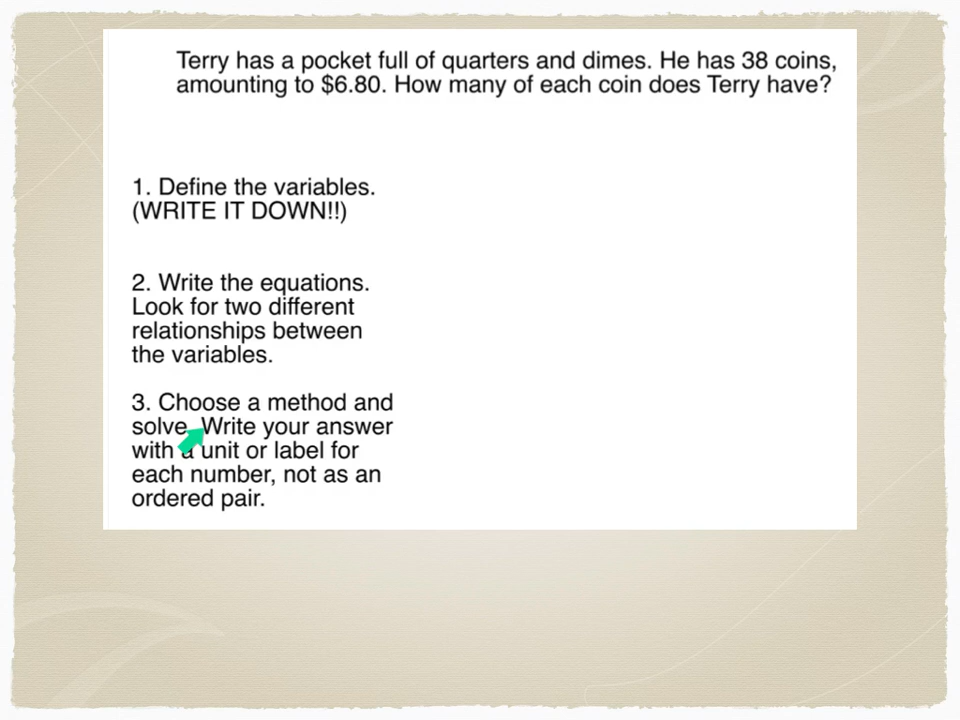 Terry has a pocket full of quarters and dimes. He has 38 coins,
amounting to $6.80. How many of each coin does Terry have?
1. Define the variables.
(WRITE IT DOWN!!)
2. Write the equations.
Look for two different
relationships between
the variables.
3. Choose a method and
solve. Write your answer
with a unit or label for
each number, not as an
ordered pair.